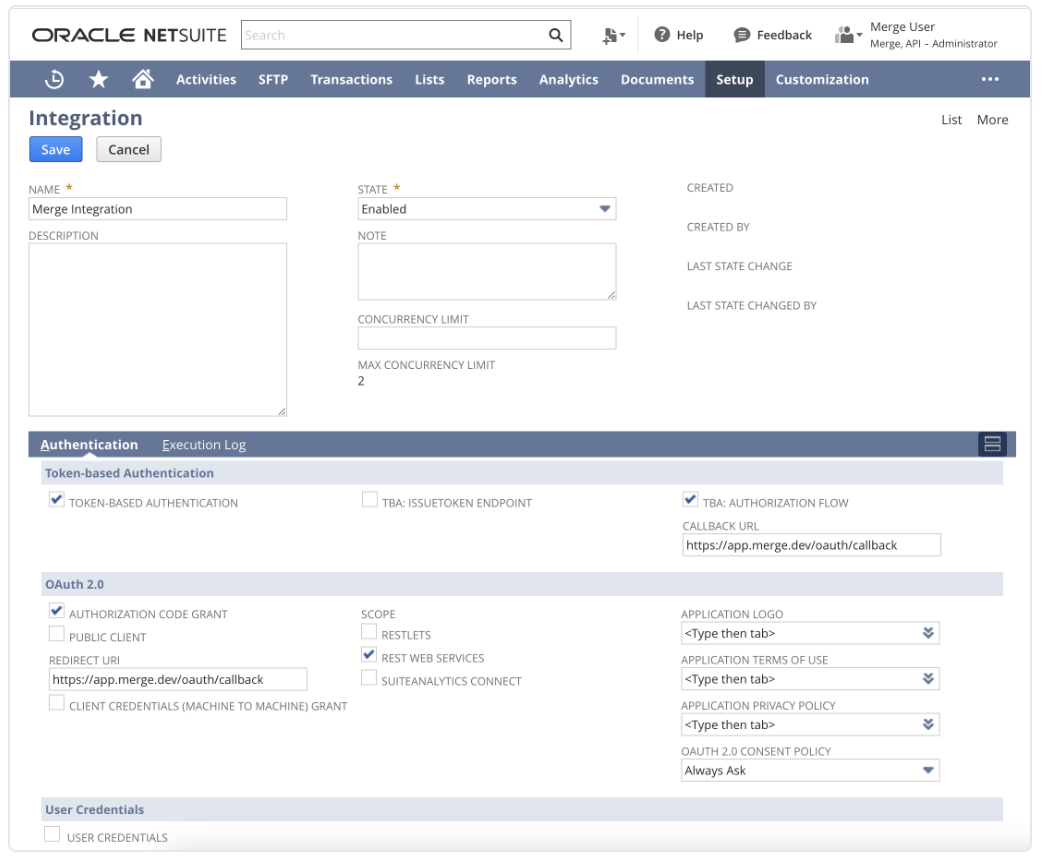 ORACLE NETSUITE
Search
Help
Feedback
Merge User
Merge, API - Administrator
Activities SFTP Transactions Lists Reports Analytics Documents Setup Customization
Integration
List More
Save Cancel
NAME *
Merge Integration
DESCRIPTION
STATE *
Enabled
NOTE
CONCURRENCY LIMIT
MAX CONCURRENCY LIMIT
2
CREATED
CREATED BY
LAST STATE CHANGE
LAST STATE CHANGED BY
Authentication Execution Log
Token-based Authentication
TOKEN-BASED AUTHENTICATION
TBA: ISSUETOKEN ENDPOINT
TBA: AUTHORIZATION FLOW
CALLBACK URL
https://app.merge.dev/oauth/callback
OAuth 2.0
AUTHORIZATION CODE GRANT
PUBLIC CLIENT
REDIRECT URI
https://app.merge.dev/oauth/callback
CLIENT CREDENTIALS (MACHINE TO MACHINE) GRANT
SCOPE
RESTLETS
REST WEB SERVICES
SUITEANALYTICS CONNECT
APPLICATION LOGO
<Type then tab>
APPLICATION TERMS OF USE
<Type then tab>
APPLICATION PRIVACY POLICY
<Type then tab>
OAUTH 2.0 CONSENT POLICY
Always Ask
User Credentials
USER CREDENTIALS